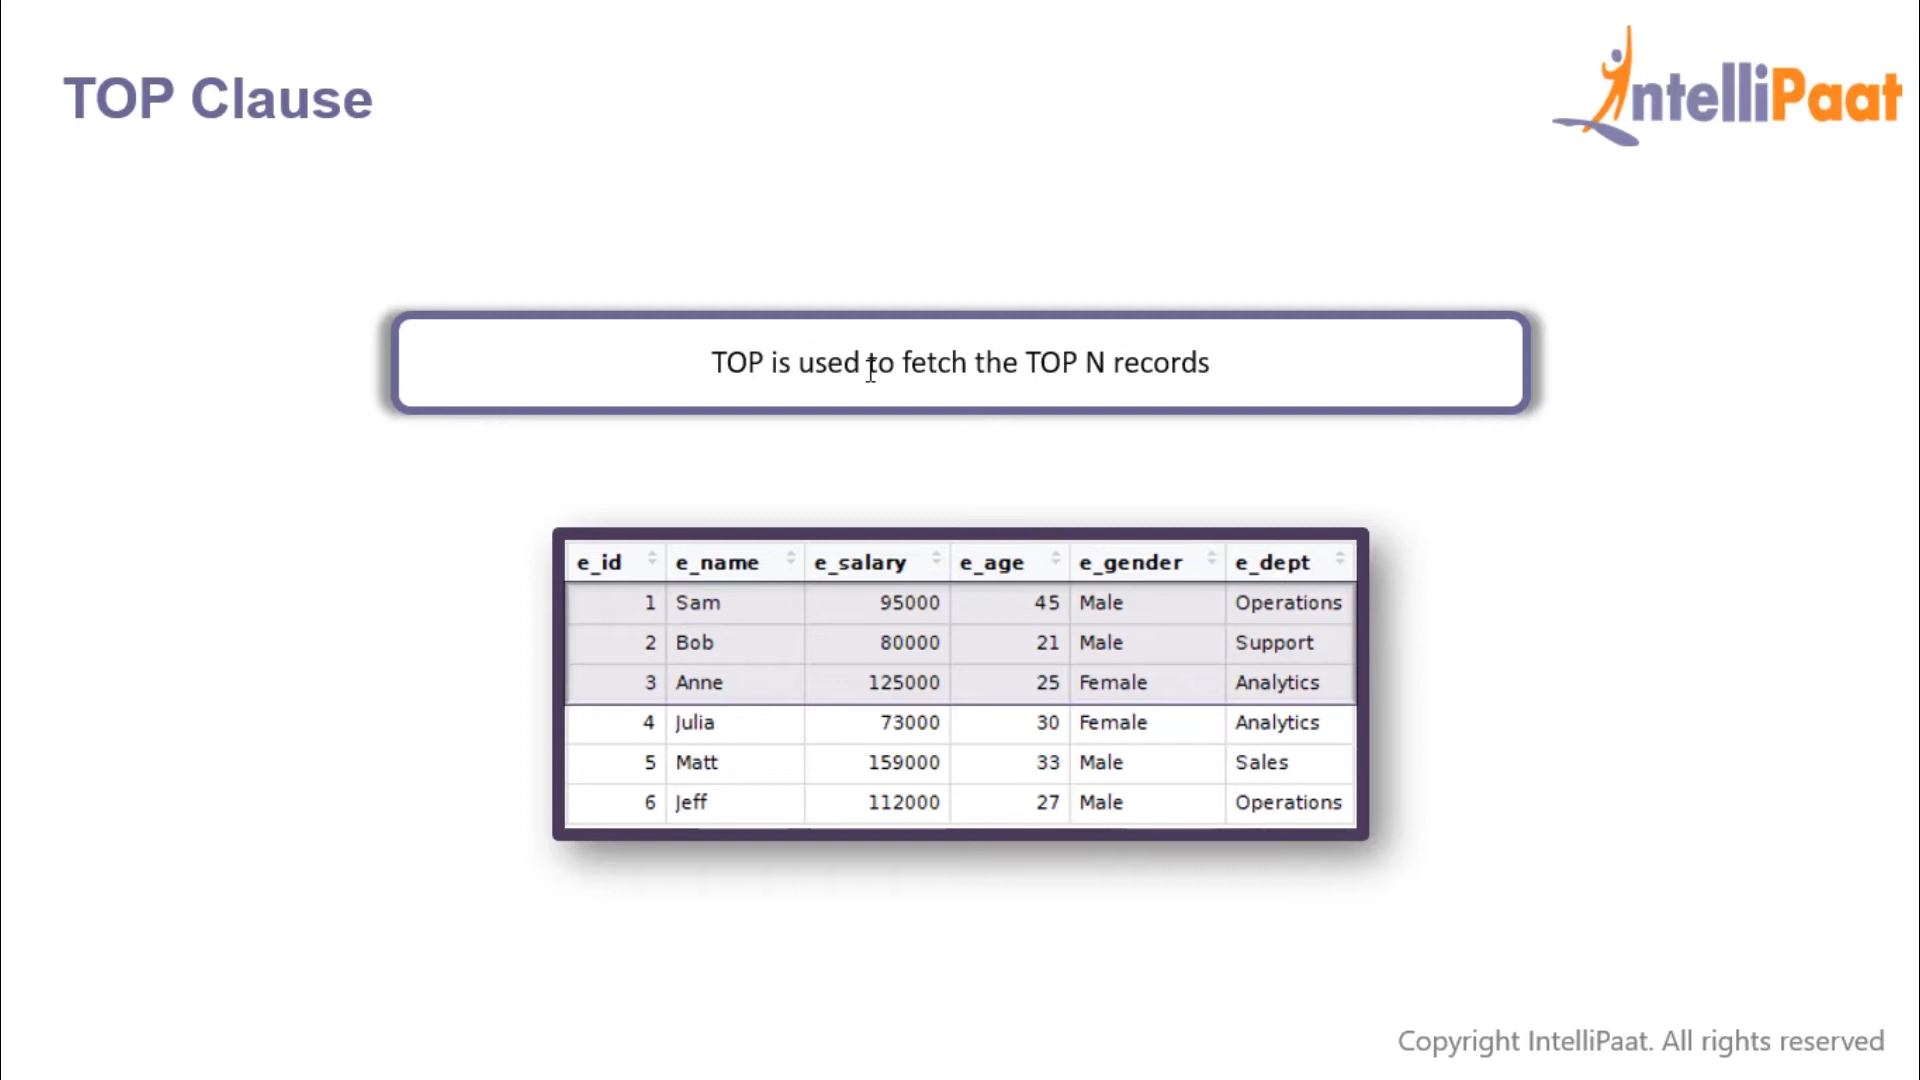 TOP Clause
IntelliPaat
TOP is used to fetch the TOP N records
e_id e_name e_salary e_age e_gender e_dept
1 Sam 95000 45 Male Operations
2 Bob 80000 21 Male Support
3 Anne 125000 25 Female Analytics
4 Julia 73000 30 Female Analytics
5 Matt 159000 33 Male Sales
6 Jeff 112000 27 Male Operations
Copyright IntelliPaat. All rights reserved